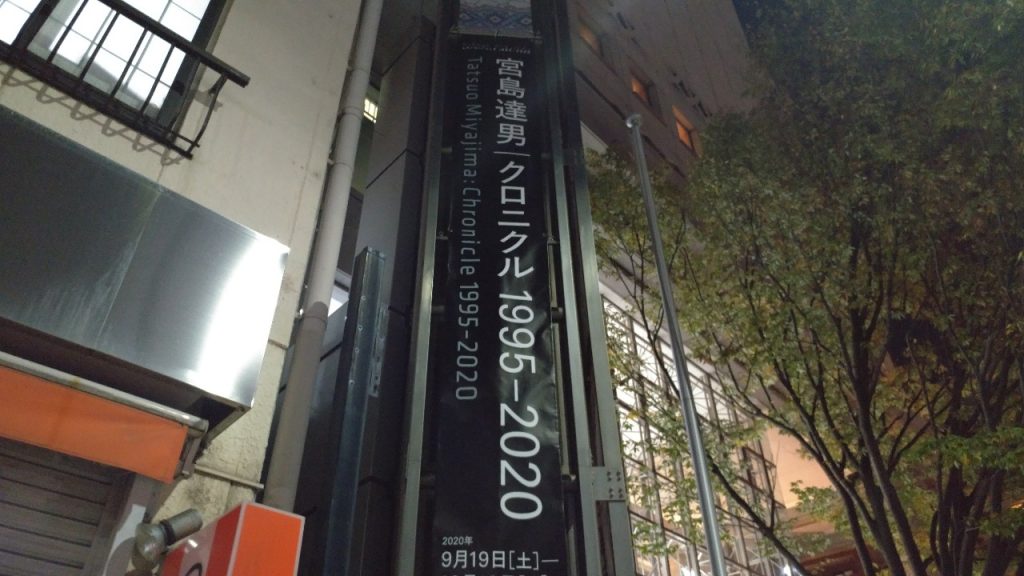 宮島達男/クロニクル 1995-2020
Tatsuo Miyajima: Chronicle 1995-2020
2020年
9月19日[土]—